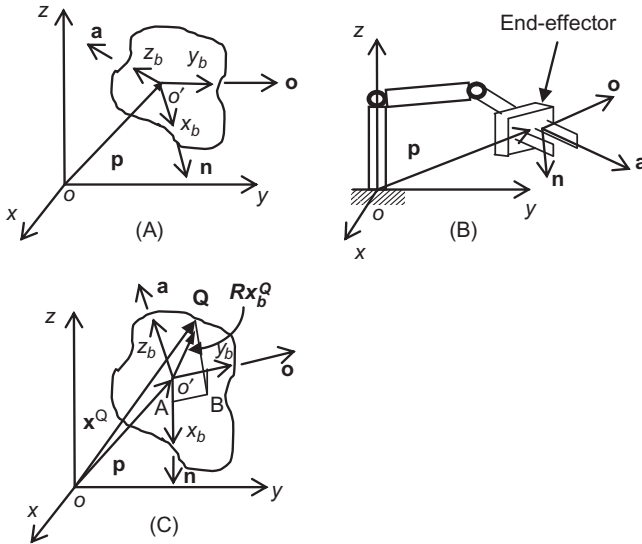 z
a
z_b
y_b
o
o'
x_b
p
n
o
x
y
(A)
End-effector
z
o
p
n
a
o
y
x
(B)
a
Q
Rx_b^Q
z
z_b
y_b
o
o'
A
B
x^Q
x_b
p
n
o
y
x
(C)